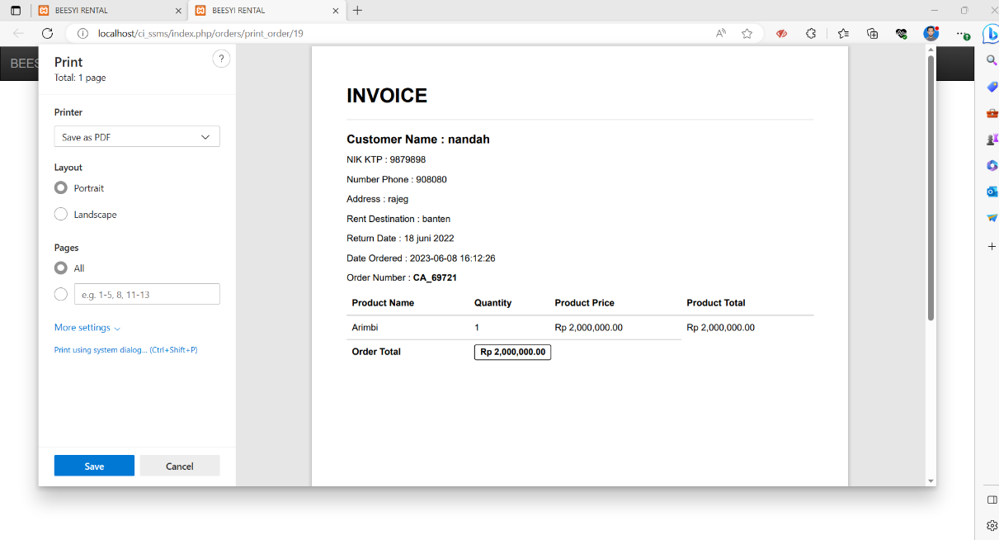 BEESYI RENTAL
BEESYI RENTAL
localhost/ci_ssms/index.php/orders/print_order/19
BEES
Print
?
Total: 1 page
Printer
Save as PDF
Layout
Portrait
Landscape
Pages
All
e.g. 1-5, 8, 11-13
More settings
Print using system dialog... (Ctrl+Shift+P)
Save
Cancel
INVOICE
Customer Name : nandah
NIK KTP : 9879898
Number Phone : 908080
Address : rajeg
Rent Destination : banten
Return Date : 18 juni 2022
Date Ordered : 2023-06-08 16:12:26
Order Number : CA_69721
Product Name Quantity Product Price Product Total
Arimbi 1 Rp 2,000,000.00 Rp 2,000,000.00
Order Total Rp 2,000,000.00